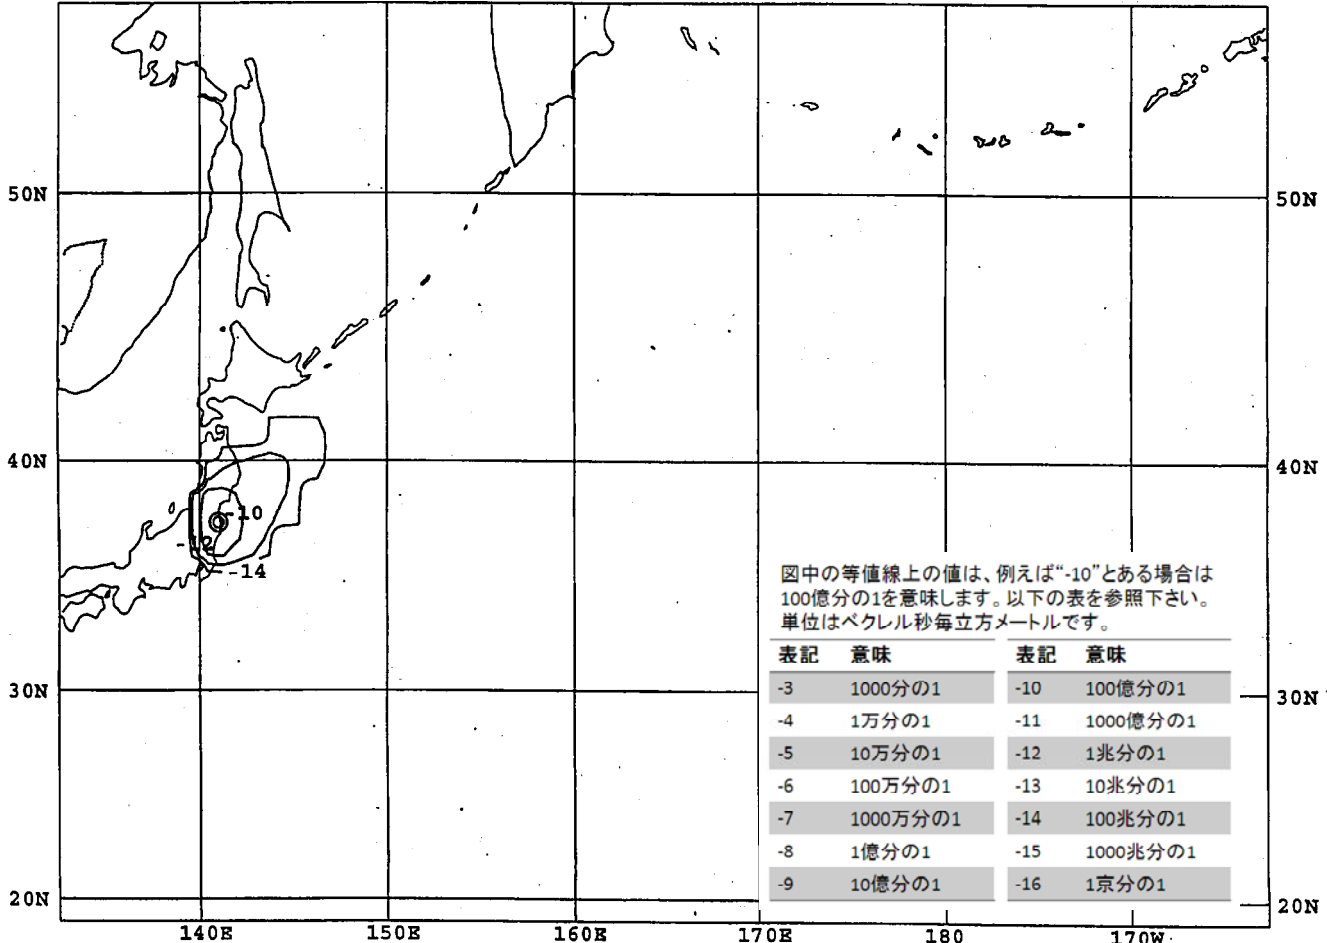 50N
50N
40N
40N
-10
-12
-14
図中の等値線上の値は、例えば“-10”とある場合は
100億分の1を意味します。以下の表を参照下さい。
単位はベクレル秒毎立方メートルです。
表記 意味 表記 意味
-3 1000分の1 -10 100億分の1
-4 1万分の1 -11 1000億分の1
-5 10万分の1 -12 1兆分の1
-6 100万分の1 -13 10兆分の1
-7 1000万分の1 -14 100兆分の1
-8 1億分の1 -15 1000兆分の1
-9 10億分の1 -16 1京分の1
30N
30N
20N
20N
140E 150E 160E 170E 180 170W